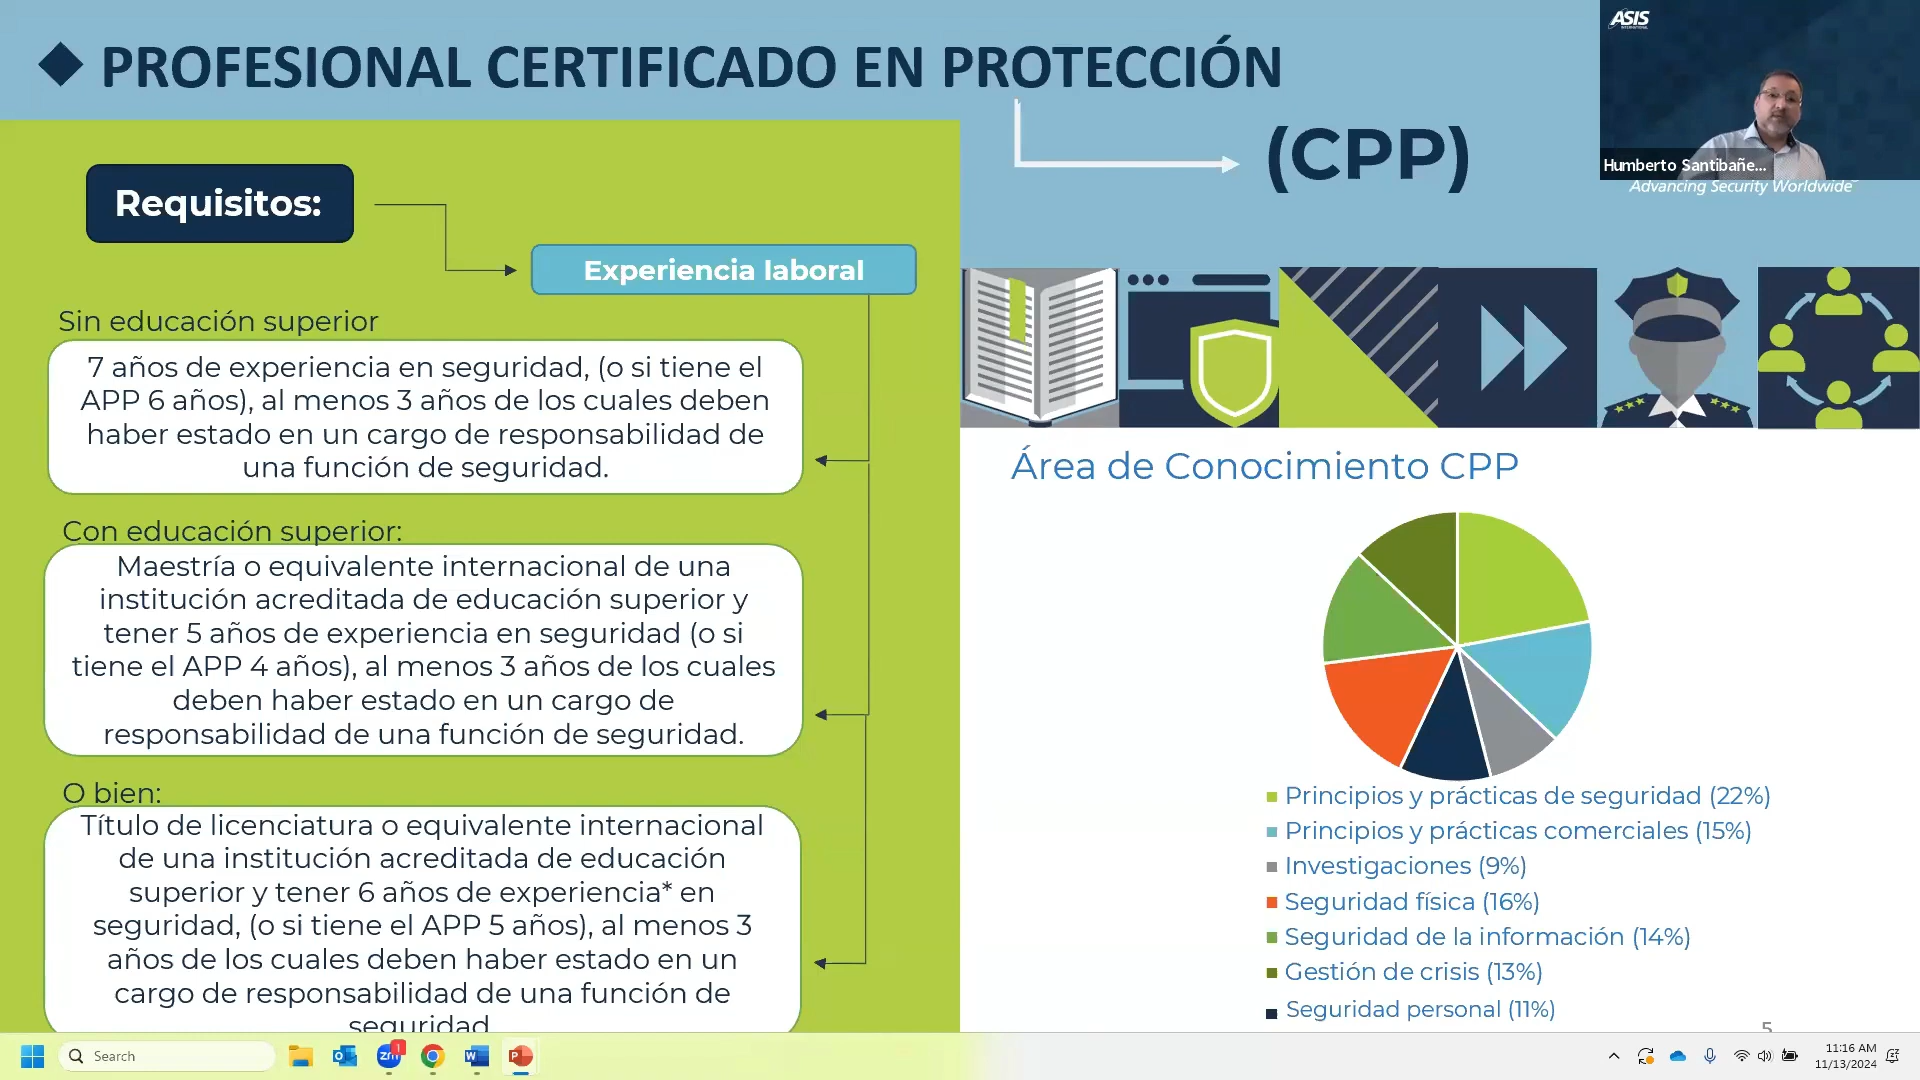 ◆ PROFESIONAL CERTIFICADO EN PROTECCIÓN
(CPP)
ASIS
INTERNATIONAL
Humberto Santibañe...
Advancing Security Worldwide®
Requisitos:
Experiencia laboral
Sin educación superior
7 años de experiencia en seguridad, (o si tiene el
APP 6 años), al menos 3 años de los cuales deben
haber estado en un cargo de responsabilidad de
una función de seguridad.
Con educación superior:
Maestría o equivalente internacional de una
institución acreditada de educación superior y
tener 5 años de experiencia en seguridad (o si
tiene el APP 4 años), al menos 3 años de los cuales
deben haber estado en un cargo de
responsabilidad de una función de seguridad.
O bien:
Título de licenciatura o equivalente internacional
de una institución acreditada de educación
superior y tener 6 años de experiencia* en
seguridad, (o si tiene el APP 5 años), al menos 3
años de los cuales deben haber estado en un
cargo de responsabilidad de una función de
seguridad
Área de Conocimiento CPP
Principios y prácticas de seguridad (22%)
Principios y prácticas comerciales (15%)
Investigaciones (9%)
Seguridad física (16%)
Seguridad de la información (14%)
Gestión de crisis (13%)
Seguridad personal (11%)
5
Search
zm
1
11:16 AM
11/13/2024